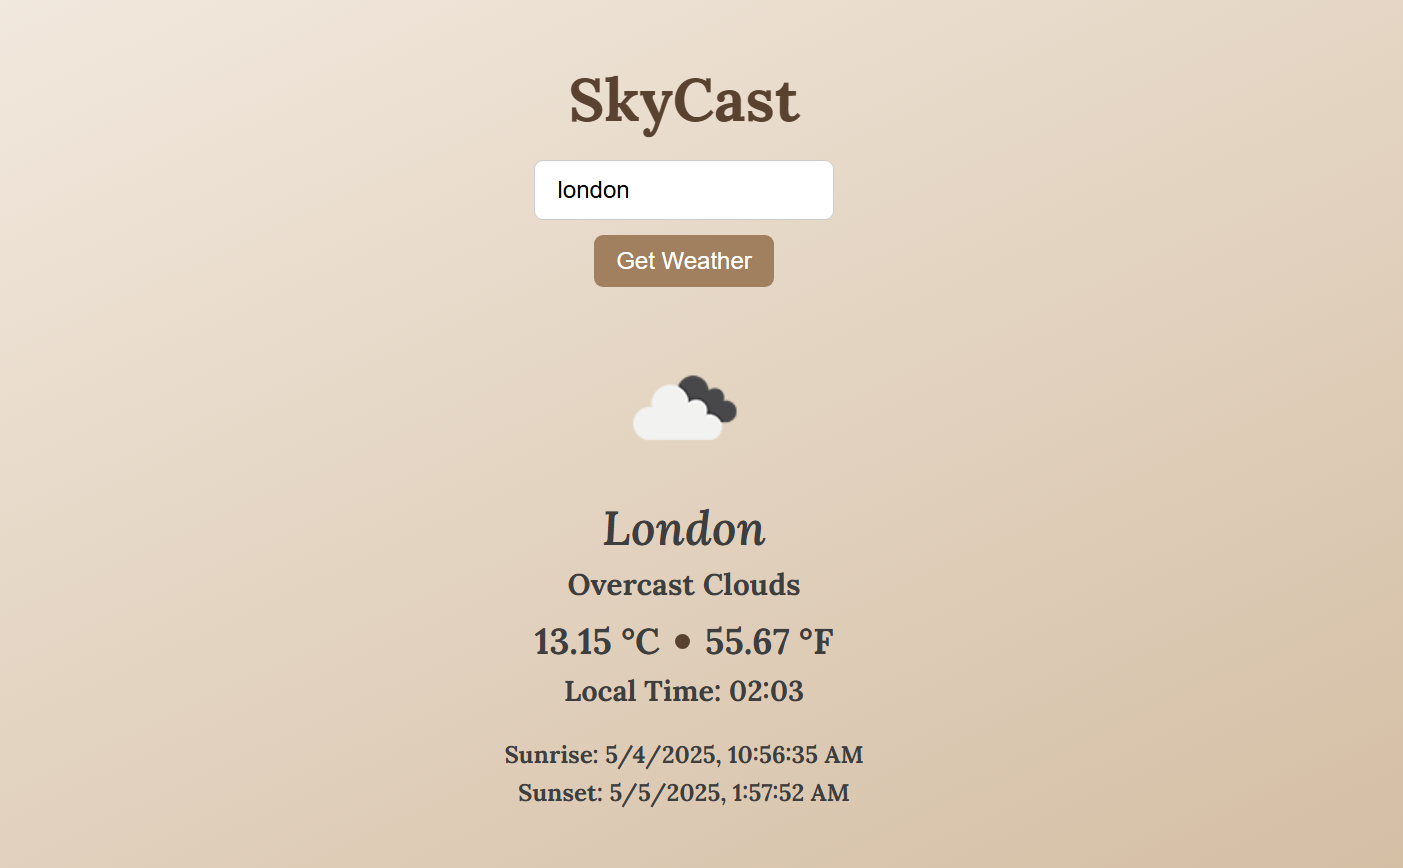 SkyCast
london
Get Weather
London
Overcast Clouds
13.15 °C • 55.67 °F
Local Time: 02:03
Sunrise: 5/4/2025, 10:56:35 AM
Sunset: 5/5/2025, 1:57:52 AM